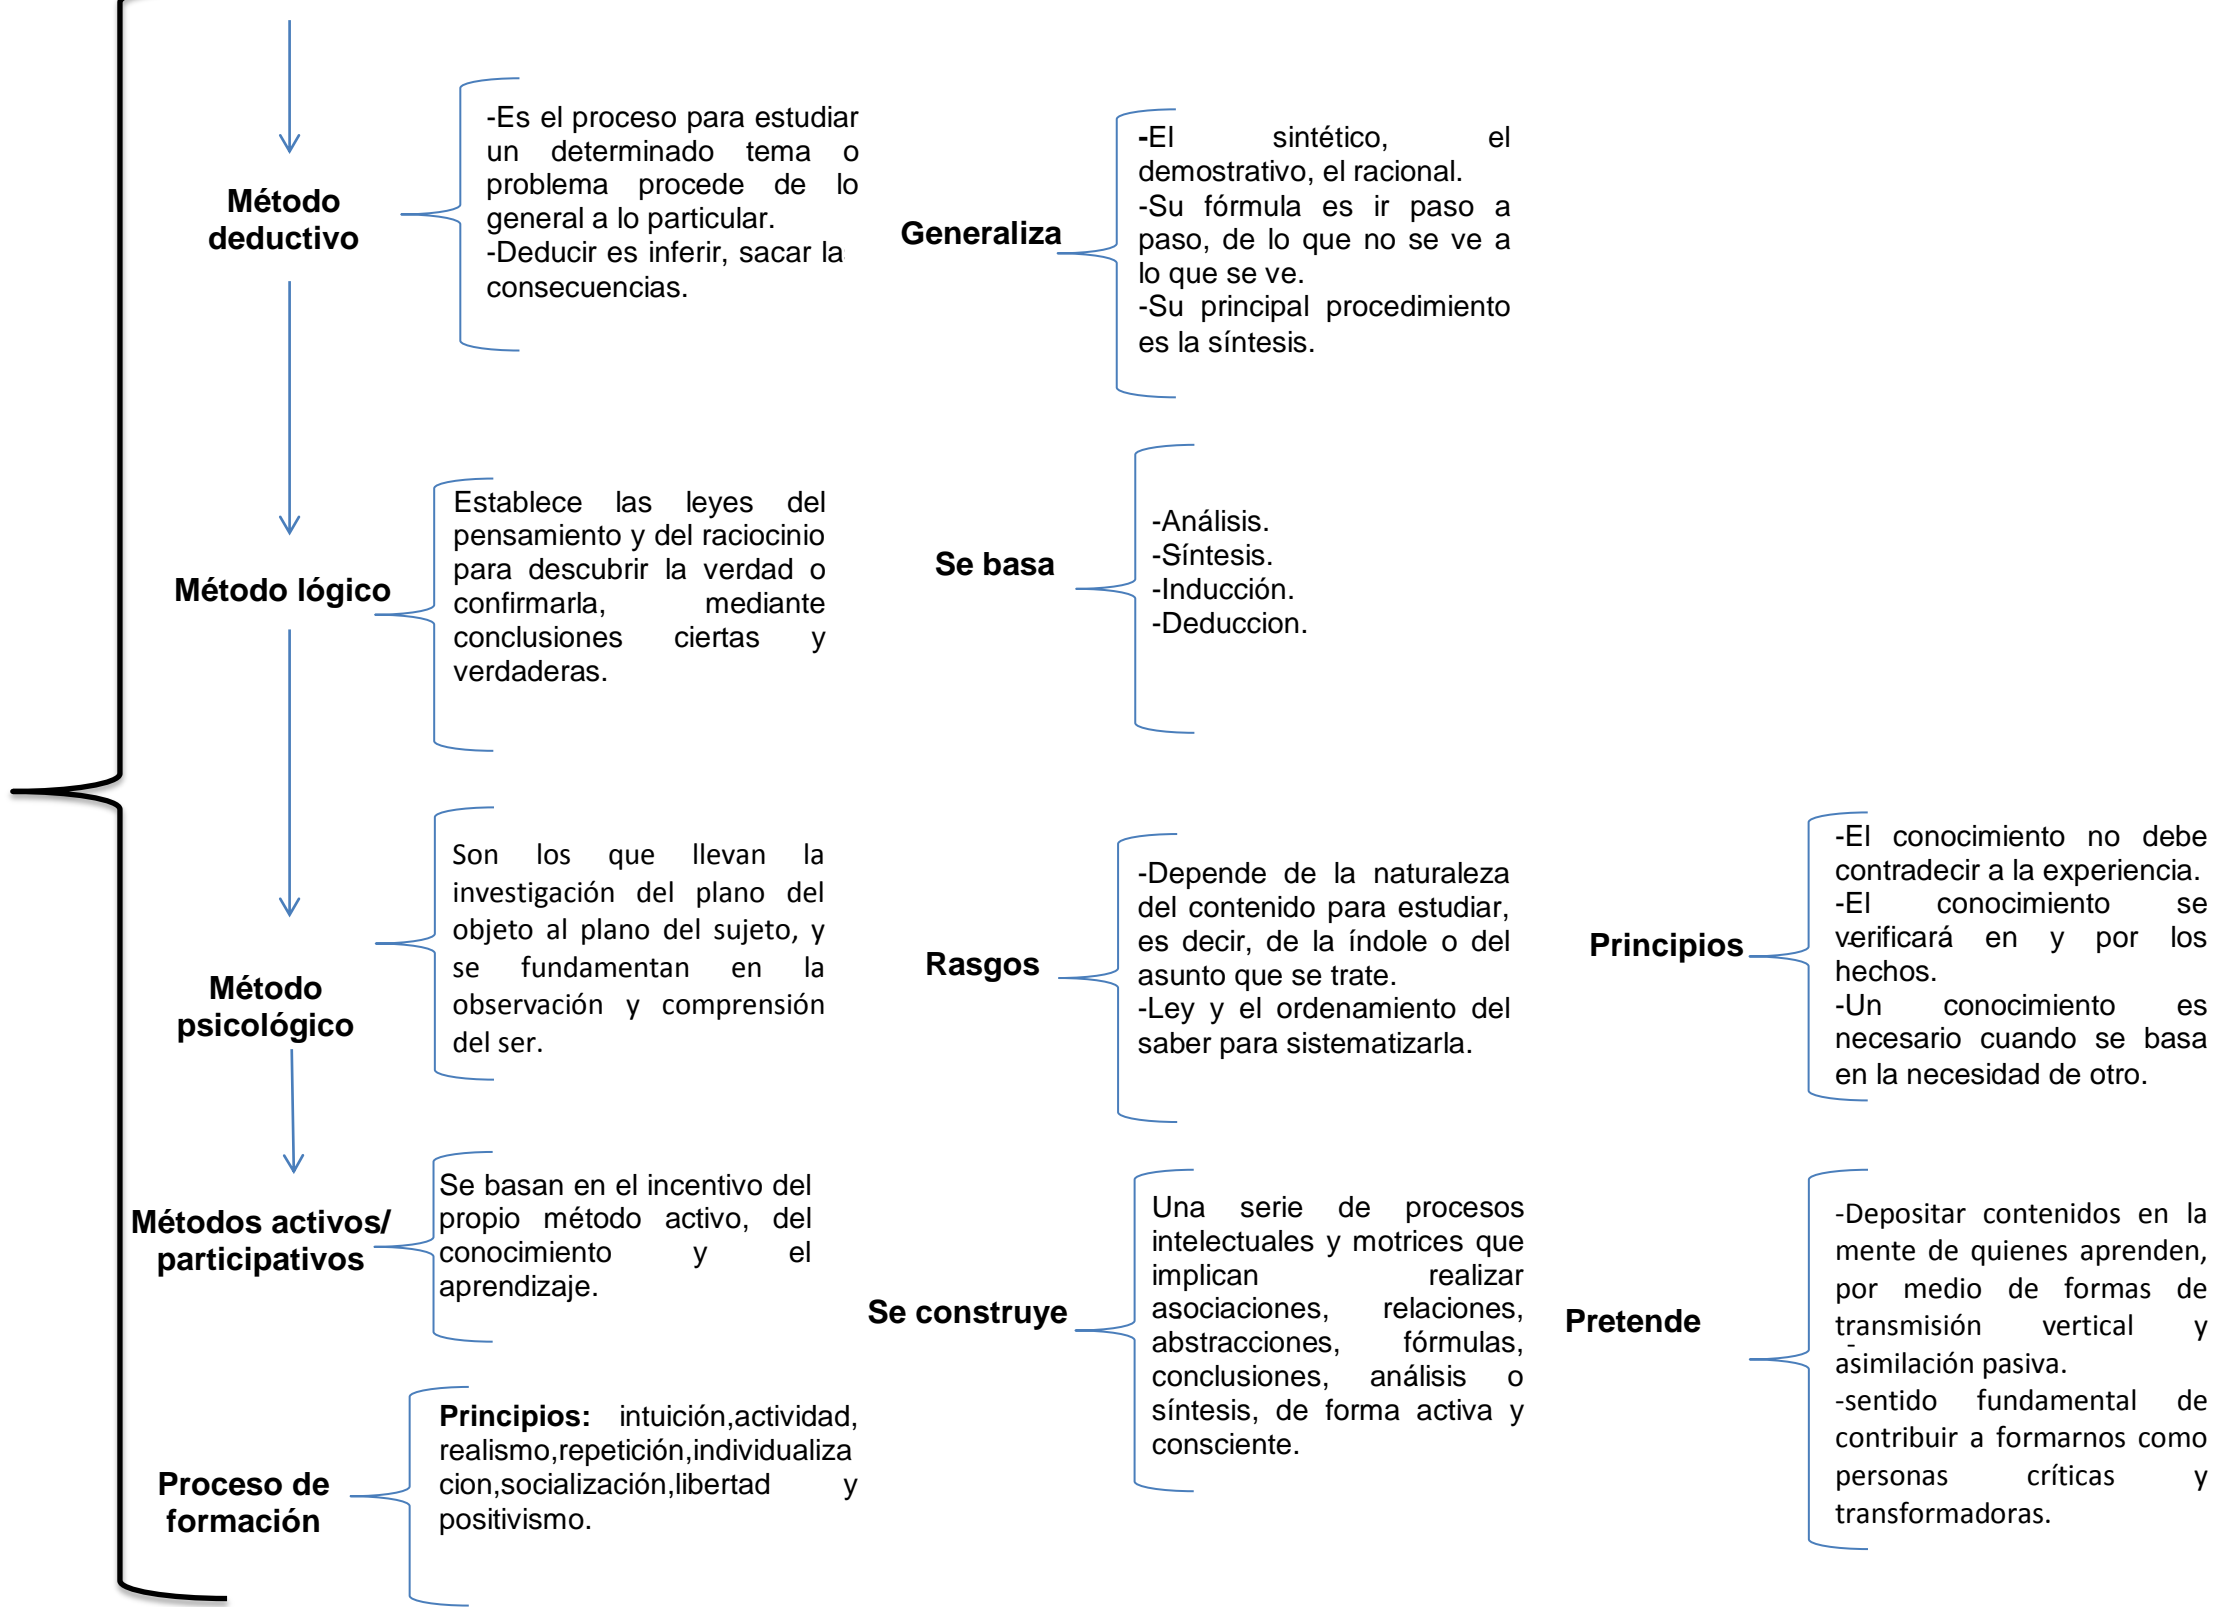 Método
deductivo
-Es el proceso para estudiar
un determinado tema o
problema procede de lo
general a lo particular.
-Deducir es inferir, sacar la
consecuencias.
Generaliza
-El sintético, el
demostrativo, el racional.
-Su fórmula es ir paso a
paso, de lo que no se ve a
lo que se ve.
-Su principal procedimiento
es la síntesis.
Método lógico
Establece las leyes del
pensamiento y del raciocinio
para descubrir la verdad o
confirmarla, mediante
conclusiones ciertas y
verdaderas.
Se basa
-Análisis.
-Síntesis.
-Inducción.
-Deduccion.
Método
psicológico
Son los que llevan la
investigación del plano del
objeto al plano del sujeto, y
se fundamentan en la
observación y comprensión
del ser.
Rasgos
-Depende de la naturaleza
del contenido para estudiar,
es decir, de la índole o del
asunto que se trate.
-Ley y el ordenamiento del
saber para sistematizarla.
Principios
-El conocimiento no debe
contradecir a la experiencia.
-El conocimiento se
verificará en y por los
hechos.
-Un conocimiento es
necesario cuando se basa
en la necesidad de otro.
Métodos activos/
participativos
Se basan en el incentivo del
propio método activo, del
conocimiento y el
aprendizaje.
Se construye
Una serie de procesos
intelectuales y motrices que
implican realizar
asociaciones, relaciones,
abstracciones, fórmulas,
conclusiones, análisis o
síntesis, de forma activa y
consciente.
Pretende
-Depositar contenidos en la
mente de quienes aprenden,
por medio de formas de
transmisión vertical y
asimilación pasiva.
-sentido fundamental de
contribuir a formarnos como
personas críticas y
transformadoras.
Proceso de
formación
Principios: intuición,actividad,
realismo,repetición,individualiza
cion,socialización,libertad y
positivismo.